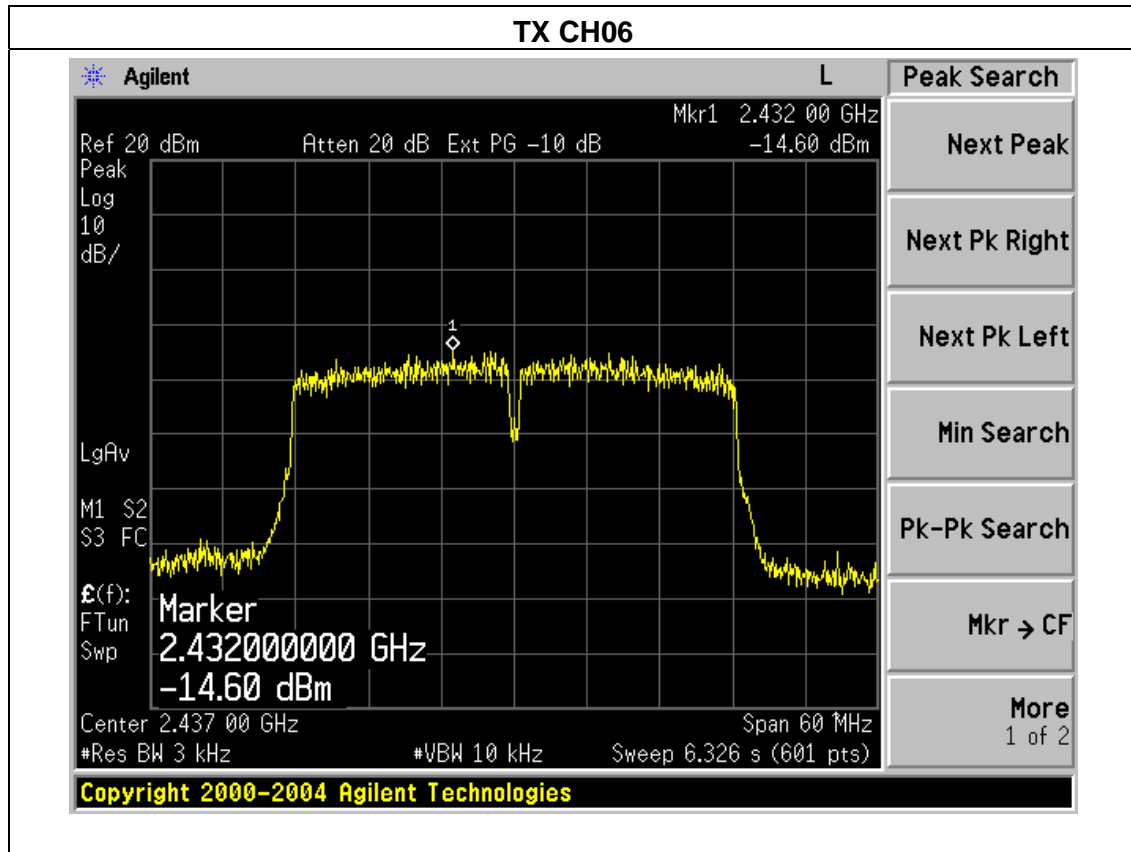 TX CH06
Agilent L Peak Search
Mkr1 2.432 00 GHz
Ref 20 dBm Atten 20 dB Ext PG -10 dB -14.60 dBm
Peak
Log
10
dB/
1
LgAv
M1 S2
S3 FC
£(f):
FTun
Swp
Marker
2.432000000 GHz
-14.60 dBm
Center 2.437 00 GHz Span 60 MHz
#Res BW 3 kHz #VBW 10 kHz Sweep 6.326 s (601 pts)
Copyright 2000-2004 Agilent Technologies
Next Peak
Next Pk Right
Next Pk Left
Min Search
Pk-Pk Search
Mkr → CF
More
1 of 2